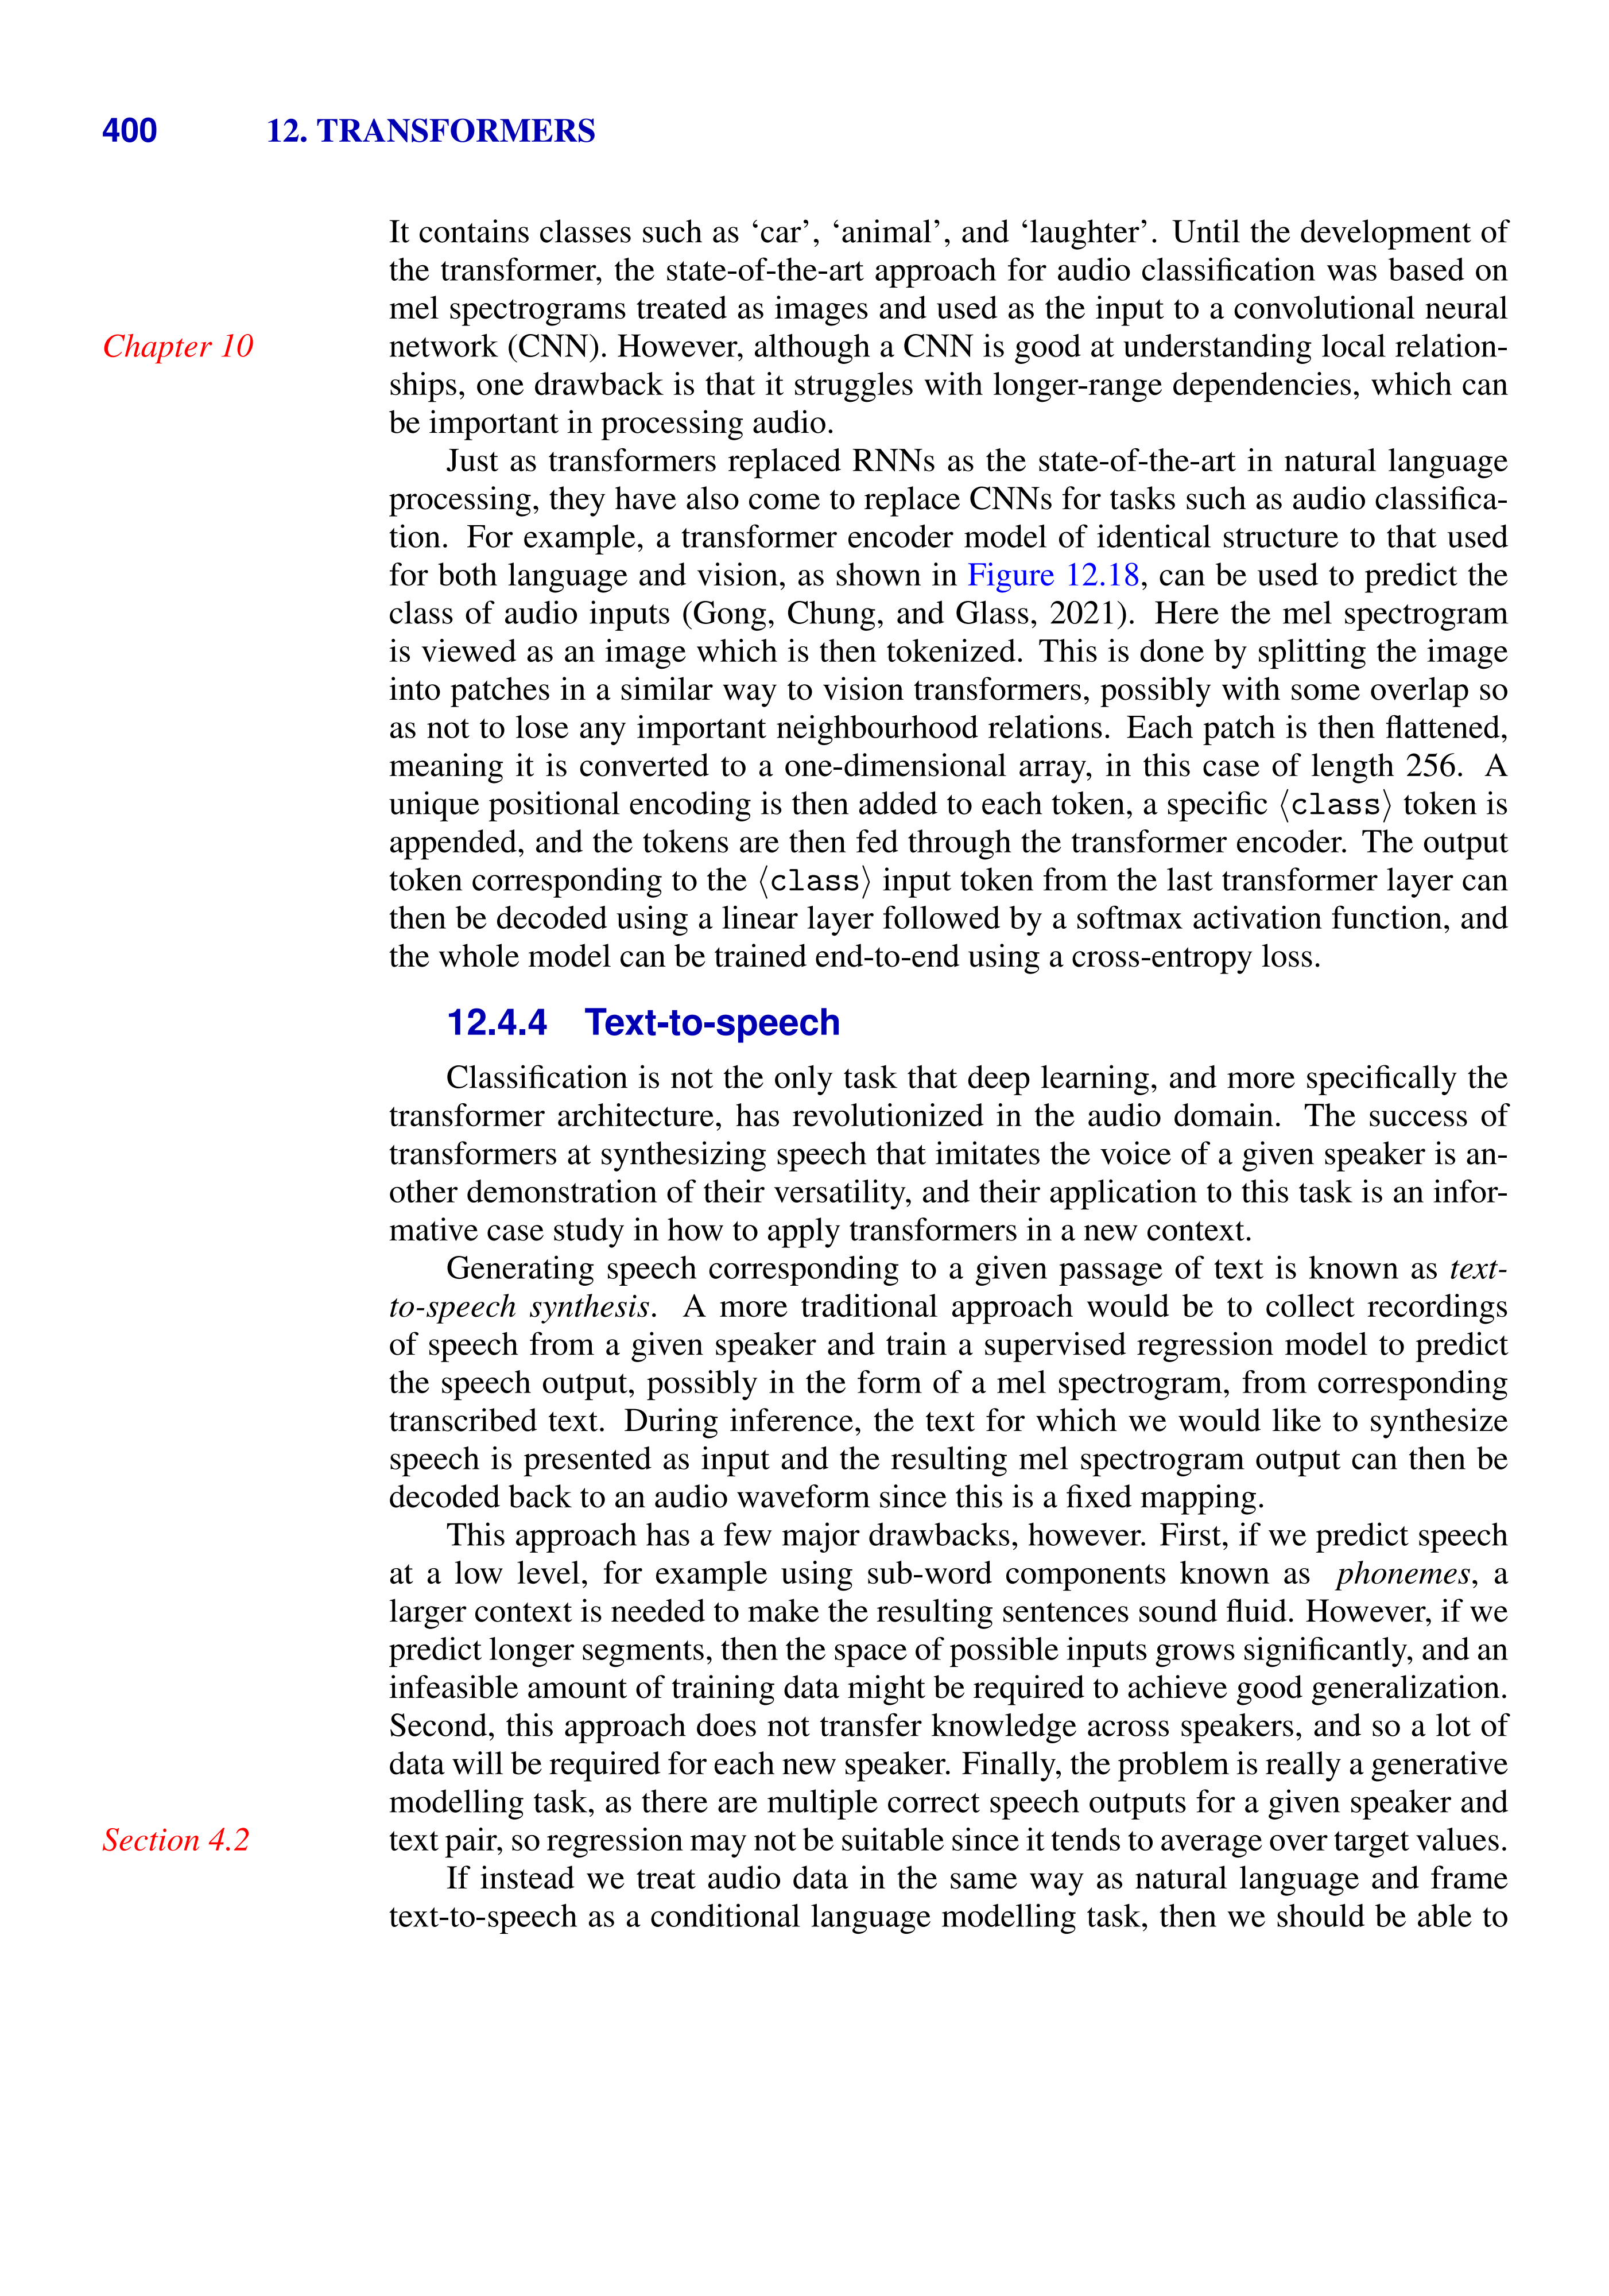 400 12. TRANSFORMERS
It contains classes such as ‘car’, ‘animal’, and ‘laughter’. Until the development of
the transformer, the state-of-the-art approach for audio classification was based on
mel spectrograms treated as images and used as the input to a convolutional neural
Chapter 10
network (CNN). However, although a CNN is good at understanding local relation-
ships, one drawback is that it struggles with longer-range dependencies, which can
be important in processing audio.
Just as transformers replaced RNNs as the state-of-the-art in natural language
processing, they have also come to replace CNNs for tasks such as audio classifica-
tion. For example, a transformer encoder model of identical structure to that used
for both language and vision, as shown in Figure 12.18, can be used to predict the
class of audio inputs (Gong, Chung, and Glass, 2021). Here the mel spectrogram
is viewed as an image which is then tokenized. This is done by splitting the image
into patches in a similar way to vision transformers, possibly with some overlap so
as not to lose any important neighbourhood relations. Each patch is then flattened,
meaning it is converted to a one-dimensional array, in this case of length 256. A
unique positional encoding is then added to each token, a specific ⟨class⟩ token is
appended, and the tokens are then fed through the transformer encoder. The output
token corresponding to the ⟨class⟩ input token from the last transformer layer can
then be decoded using a linear layer followed by a softmax activation function, and
the whole model can be trained end-to-end using a cross-entropy loss.
12.4.4 Text-to-speech
Classification is not the only task that deep learning, and more specifically the
transformer architecture, has revolutionized in the audio domain. The success of
transformers at synthesizing speech that imitates the voice of a given speaker is an-
other demonstration of their versatility, and their application to this task is an infor-
mative case study in how to apply transformers in a new context.
Generating speech corresponding to a given passage of text is known as text-
to-speech synthesis. A more traditional approach would be to collect recordings
of speech from a given speaker and train a supervised regression model to predict
the speech output, possibly in the form of a mel spectrogram, from corresponding
transcribed text. During inference, the text for which we would like to synthesize
speech is presented as input and the resulting mel spectrogram output can then be
decoded back to an audio waveform since this is a fixed mapping.
This approach has a few major drawbacks, however. First, if we predict speech
at a low level, for example using sub-word components known as phonemes, a
larger context is needed to make the resulting sentences sound fluid. However, if we
predict longer segments, then the space of possible inputs grows significantly, and an
infeasible amount of training data might be required to achieve good generalization.
Second, this approach does not transfer knowledge across speakers, and so a lot of
data will be required for each new speaker. Finally, the problem is really a generative
modelling task, as there are multiple correct speech outputs for a given speaker and
Section 4.2
text pair, so regression may not be suitable since it tends to average over target values.
If instead we treat audio data in the same way as natural language and frame
text-to-speech as a conditional language modelling task, then we should be able to